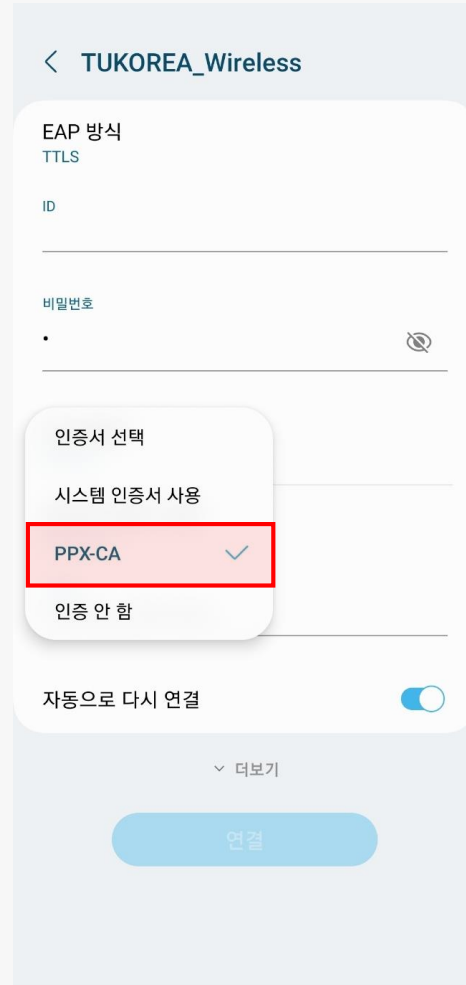 TUKOREA_Wireless
EAP 방식
TTLS
ID
비밀번호
•
인증서 선택
시스템 인증서 사용
PPX-CA
인증 안 함
자동으로 다시 연결
더보기
연결